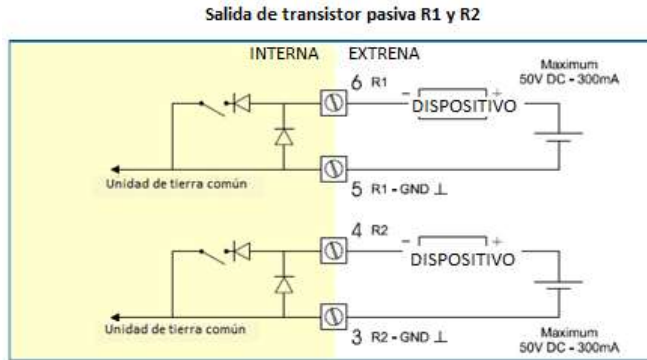 Salida de transistor pasiva R1 y R2
INTERNA EXTRENA
Maximum
50V DC - 300mA
6 R1
- DISPOSITIVO +
Unidad de tierra común
5 R1 - GND ⊥
4 R2
- DISPOSITIVO +
Unidad de tierra común
3 R2 - GND ⊥
Maximum
50V DC - 300mA